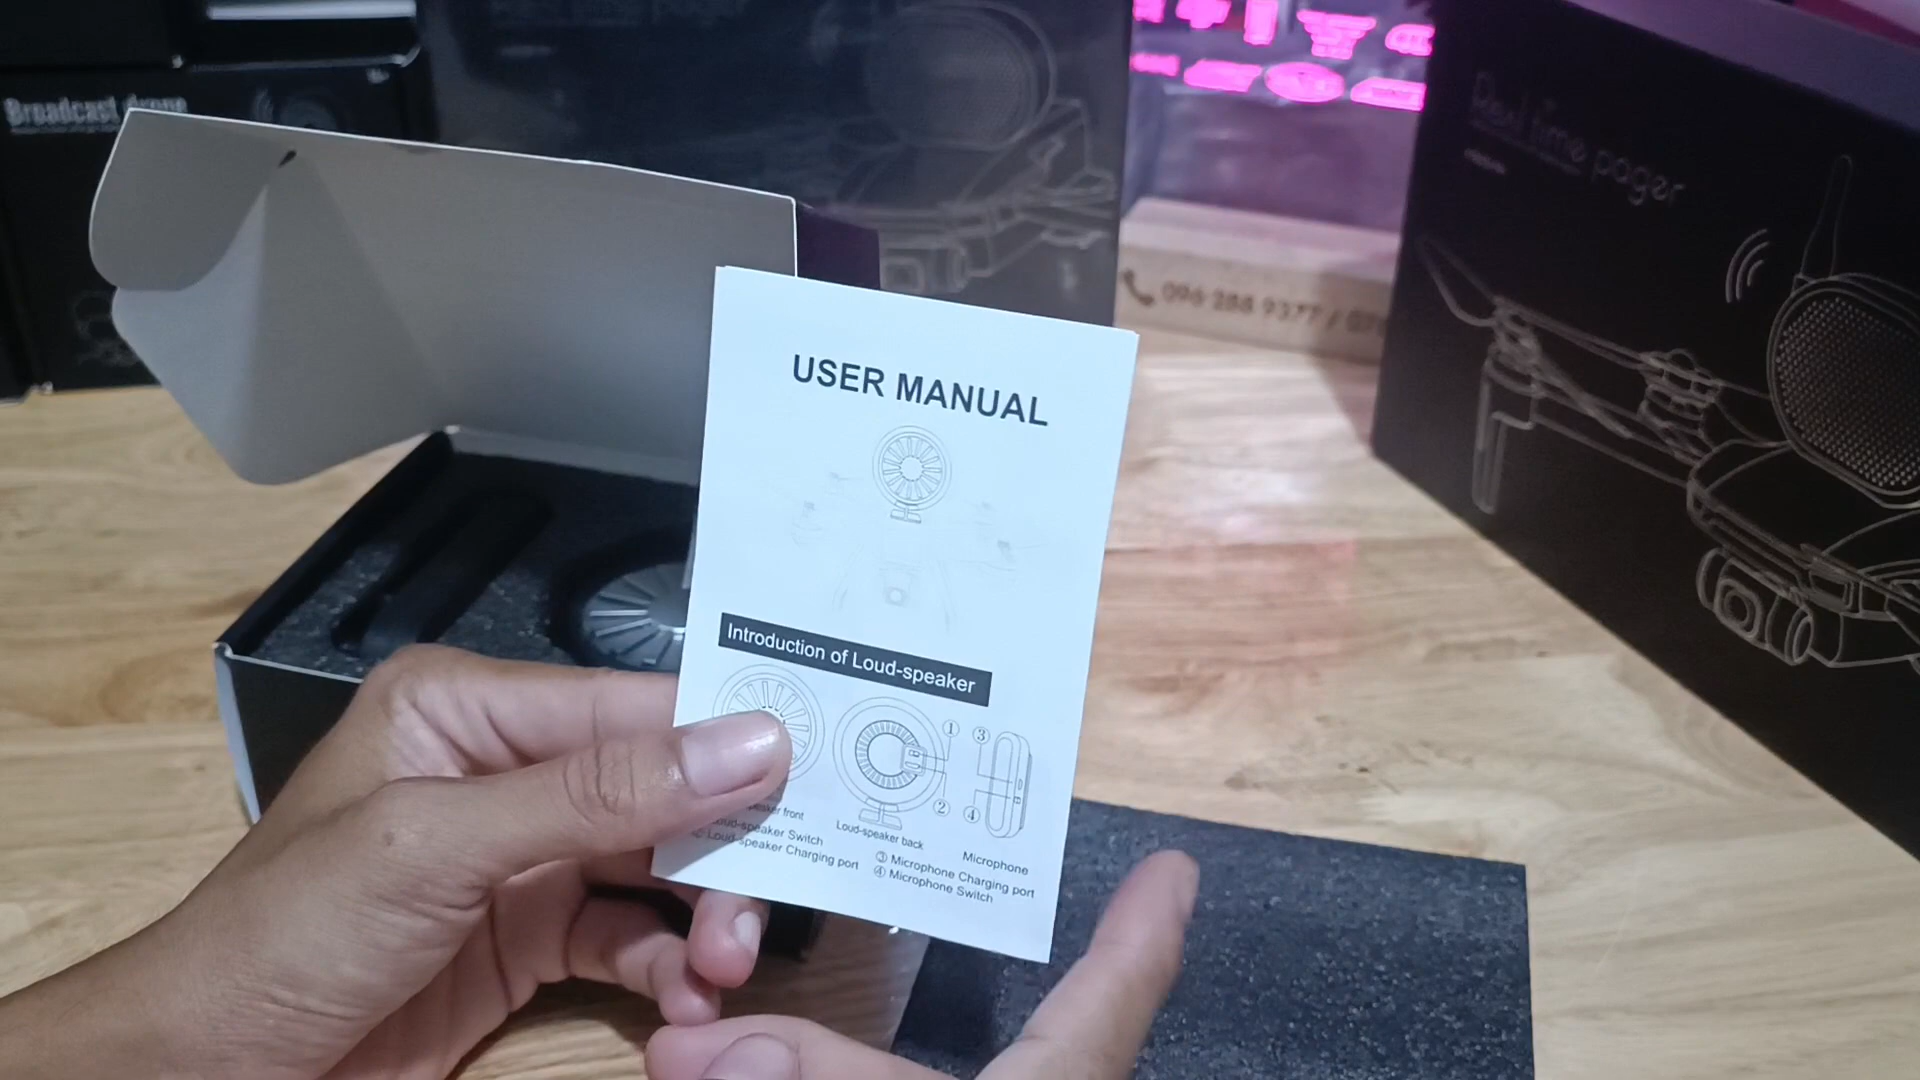 Broadcast drone
Real time pager
096 288 9377 /
USER MANUAL
Introduction of Loud-speaker
① ③
② ④
front
Loud-speaker back
Microphone
Loud-speaker Switch
Loud-speaker Charging port
③ Microphone Charging port
④ Microphone Switch